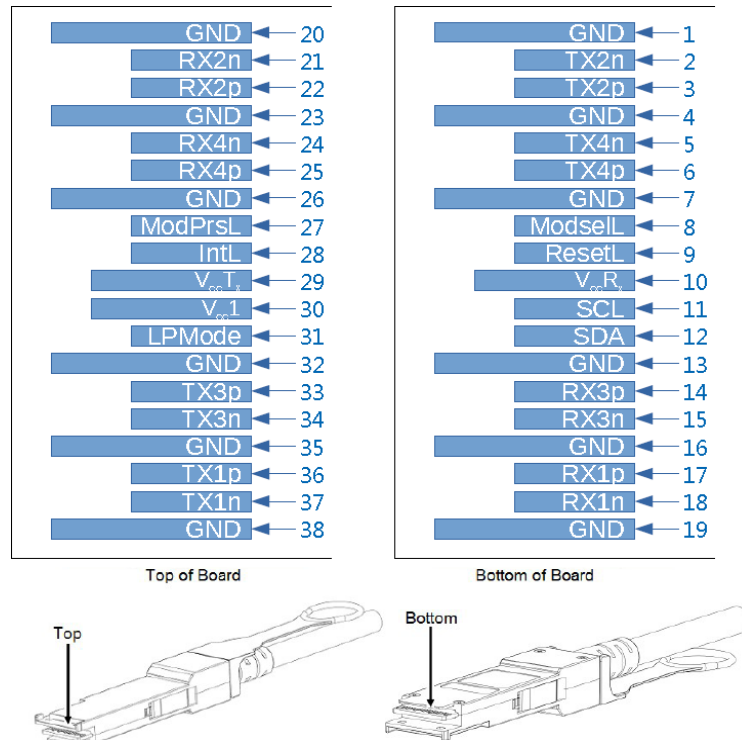 GND 20
RX2n 21
RX2p 22
GND 23
RX4n 24
RX4p 25
GND 26
ModPrsL 27
IntL 28
VccTx 29
Vcc1 30
LPMode 31
GND 32
TX3p 33
TX3n 34
GND 35
TX1p 36
TX1n 37
GND 38
Top of Board
GND 1
TX2n 2
TX2p 3
GND 4
TX4n 5
TX4p 6
GND 7
ModselL 8
ResetL 9
VccRx 10
SCL 11
SDA 12
GND 13
RX3p 14
RX3n 15
GND 16
RX1p 17
RX1n 18
GND 19
Bottom of Board
Top
Bottom